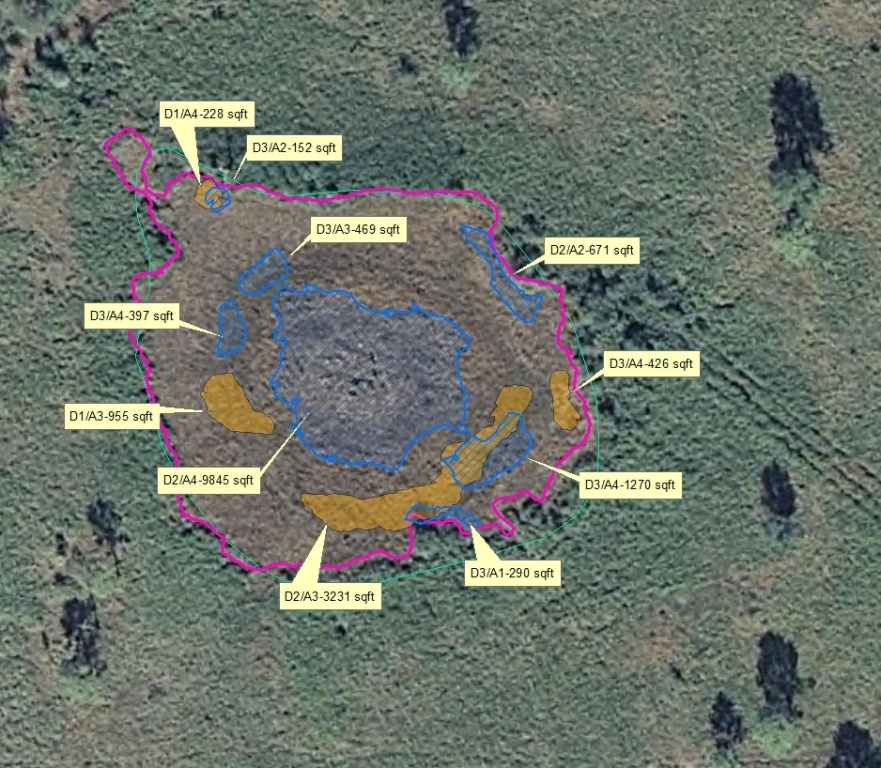 D1/A4-228 sqft
D3/A2-152 sqft
D3/A3-469 sqft
D2/A2-671 sqft
D3/A4-397 sqft
D3/A4-426 sqft
D1/A3-955 sqft
D2/A4-9845 sqft
D3/A4-1270 sqft
D3/A1-290 sqft
D2/A3-3231 sqft